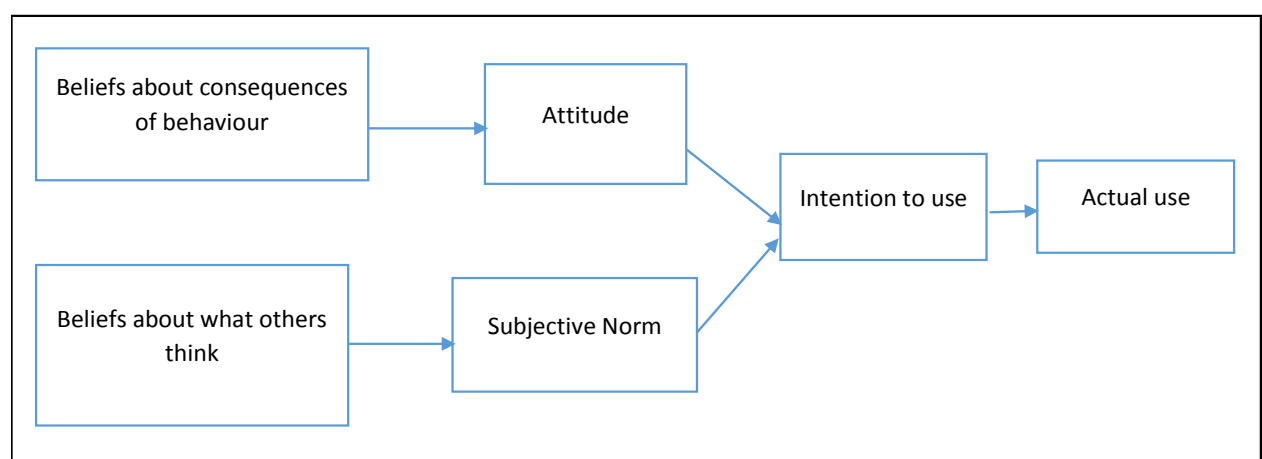 Beliefs about consequences
of behaviour
Attitude
Intention to use
Actual use
Beliefs about what others
think
Subjective Norm